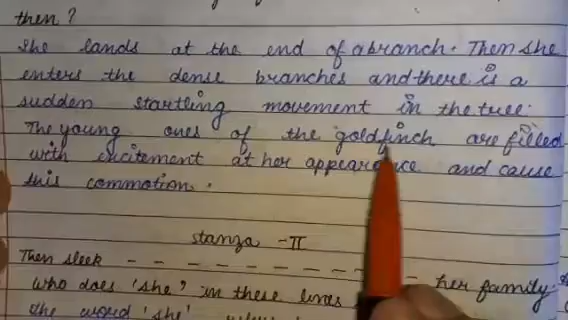 then?
She lands at the end of a branch. Then she
enters the dense branches and there is a
sudden startling movement in the tree.
The young ones of the goldfinch are filled
with excitement at her appearance and cause
this commotion.
stanza - II
Then sleek - - - - - - - - - - her family.
who does 'she' in these lines
the word 'she'